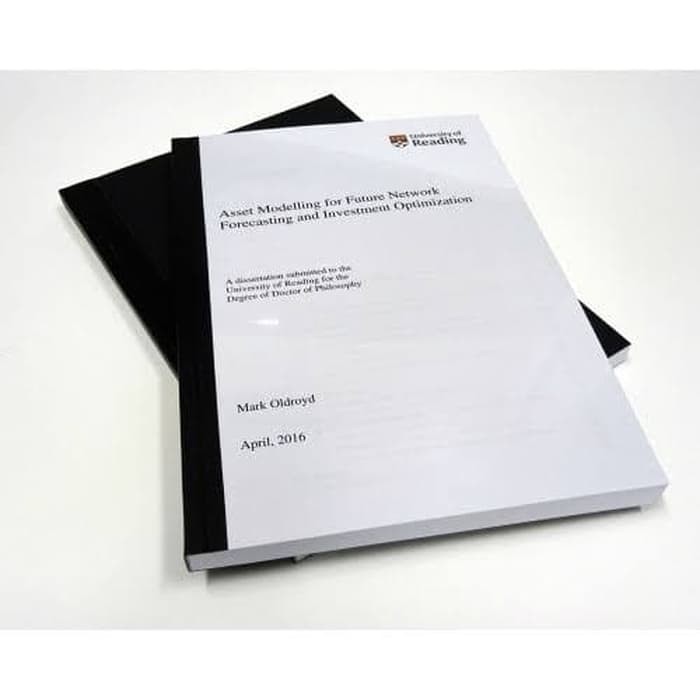 University of
Reading
Asset Modelling for Future Network
Forecasting and Investment Optimization
A dissertation submitted to the
University of Reading for the
Degree of Doctor of Philosophy
Mark Oldroyd
April, 2016